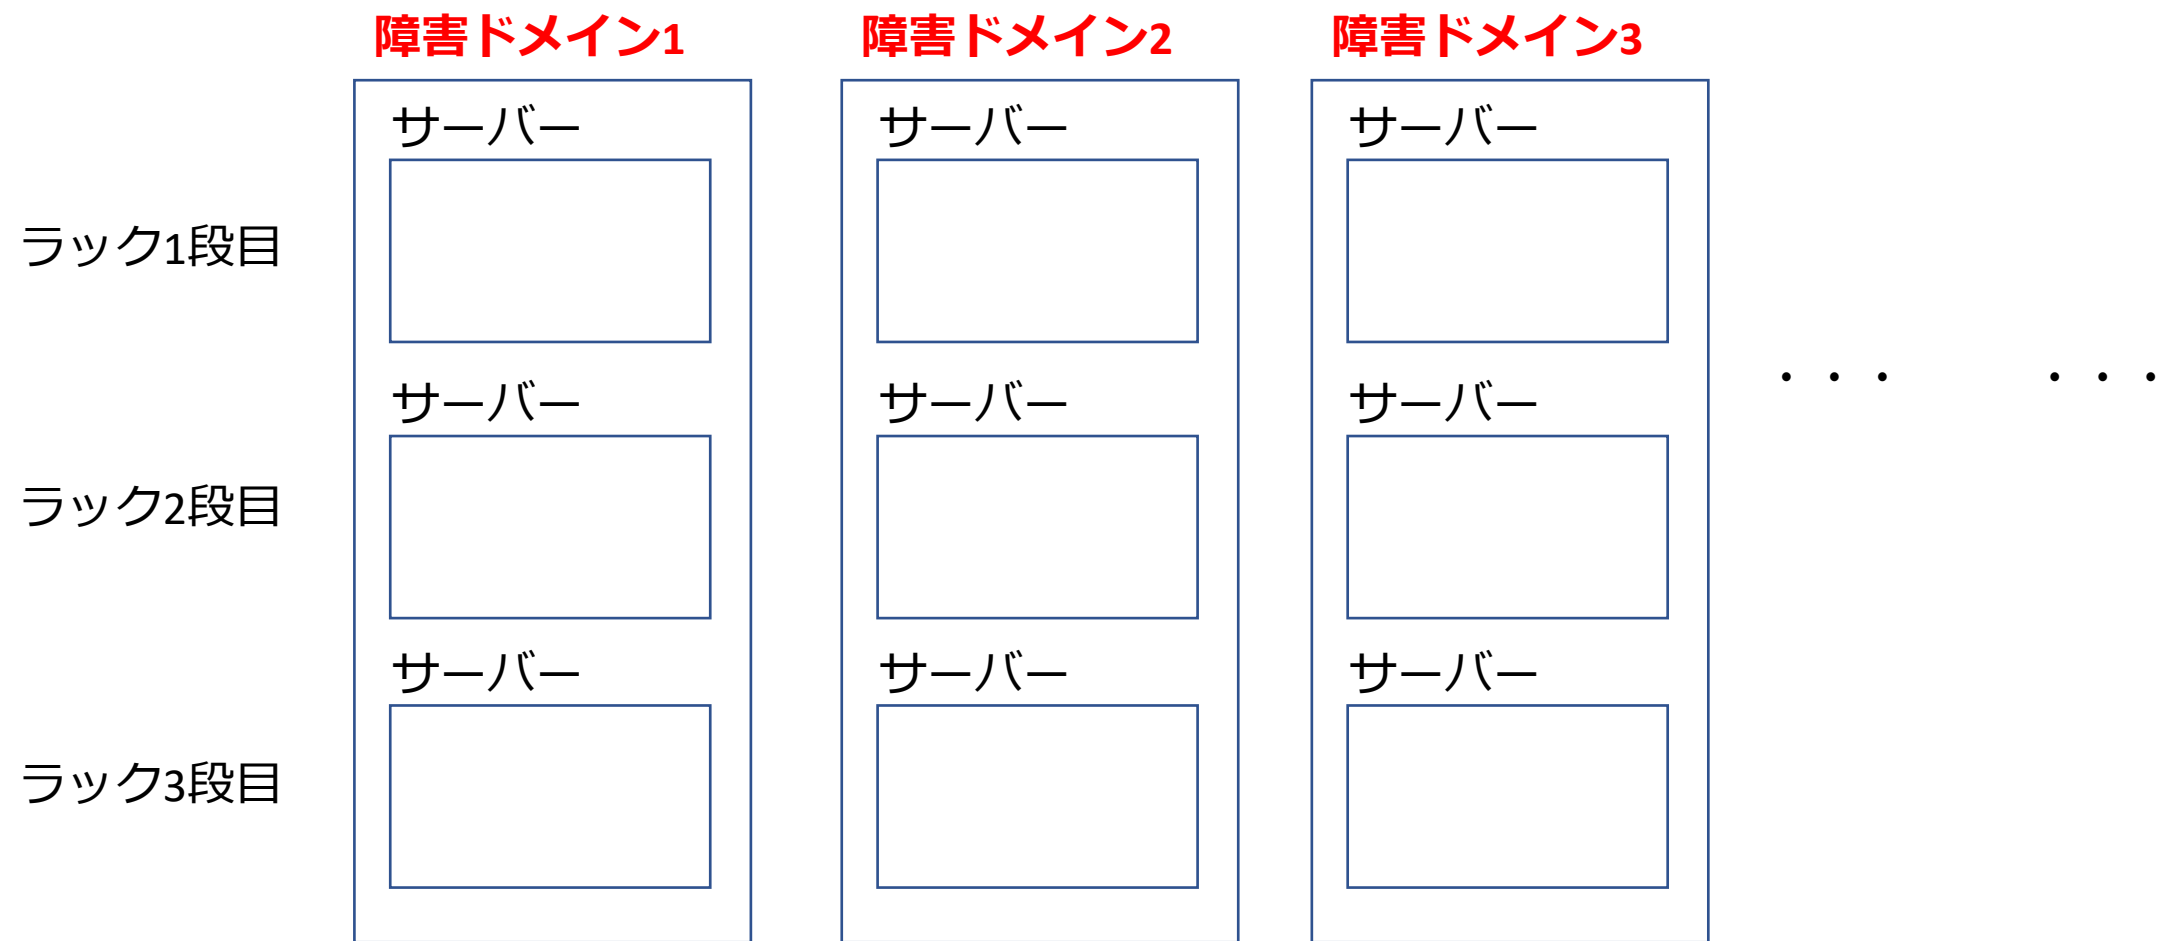 障害ドメイン1 障害ドメイン2 障害ドメイン3
サーバー サーバー サーバー
ラック1段目
・・・ ・・・
サーバー サーバー サーバー
ラック2段目
サーバー サーバー サーバー
ラック3段目